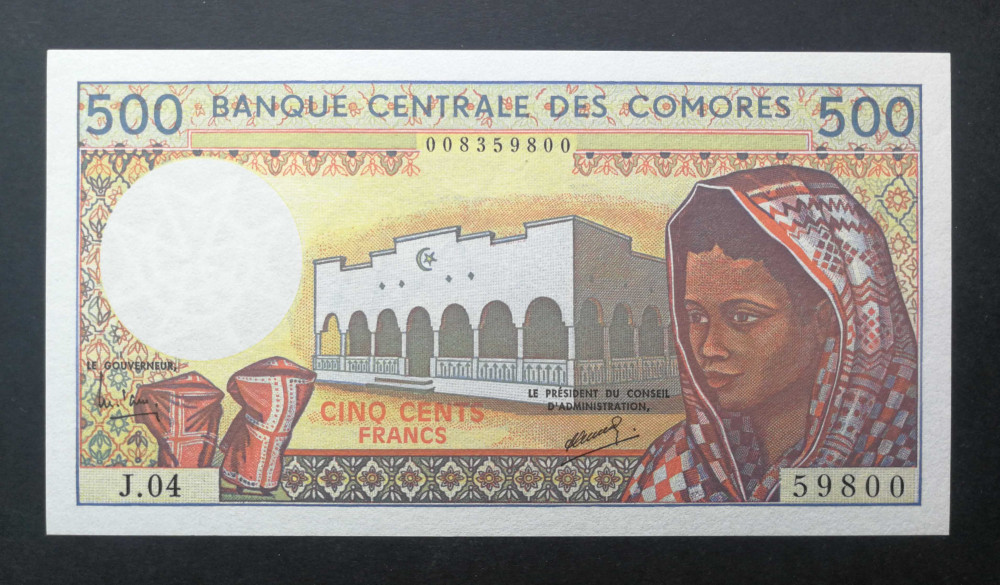 500 BANQUE CENTRALE DES COMORES 500
008359800
LE GOUVERNEUR,
LE PRÉSIDENT DU CONSEIL
D'ADMINISTRATION,
CINQ CENTS
FRANCS
J.04
59800